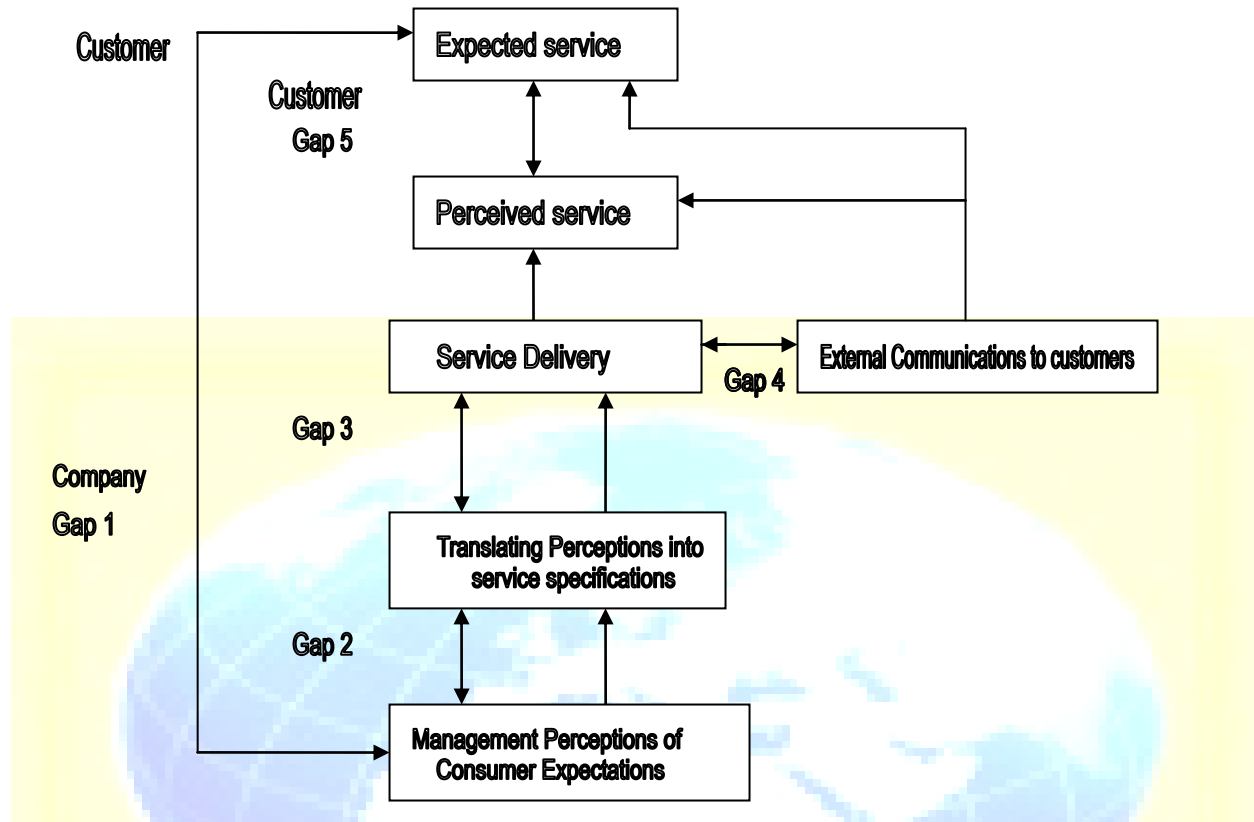 Customer
Expected service
Customer
Gap 5
Perceived service
Service Delivery
External Communications to customers
Gap 4
Gap 3
Company
Gap 1
Translating Perceptions into
service specifications
Gap 2
Management Perceptions of
Consumer Expectations